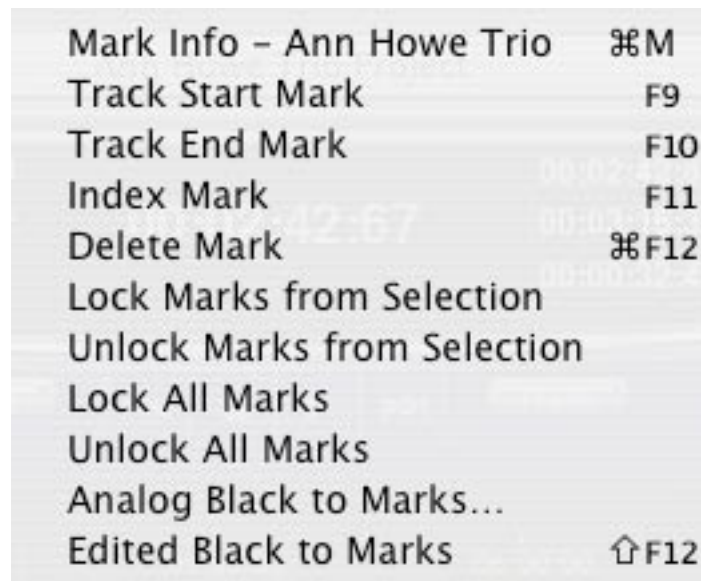 Mark Info – Ann Howe Trio ⌘M
Track Start Mark F9
Track End Mark F10
Index Mark F11
Delete Mark ⌘F12
Lock Marks from Selection
Unlock Marks from Selection
Lock All Marks
Unlock All Marks
Analog Black to Marks...
Edited Black to Marks ⇧F12